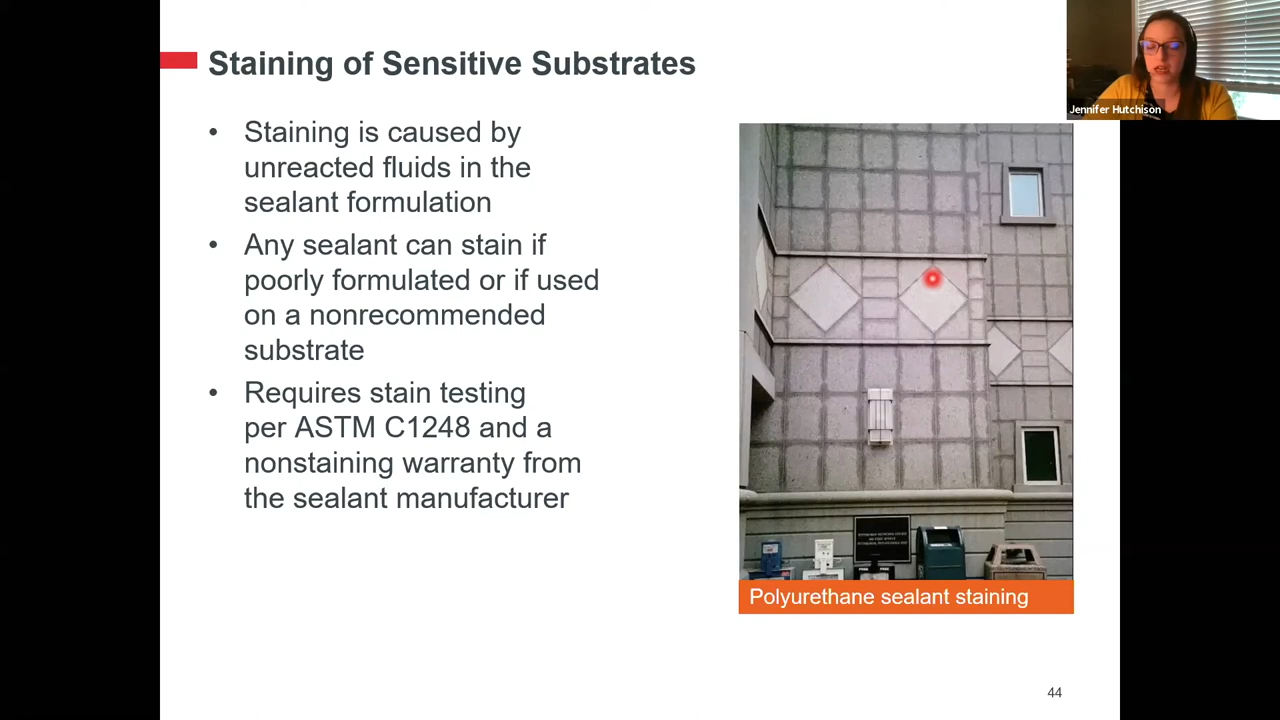 Staining of Sensitive Substrates
Jennifer Hutchison
• Staining is caused by
unreacted fluids in the
sealant formulation
• Any sealant can stain if
poorly formulated or if used
on a nonrecommended
substrate
• Requires stain testing
per ASTM C1248 and a
nonstaining warranty from
the sealant manufacturer
Polyurethane sealant staining
44